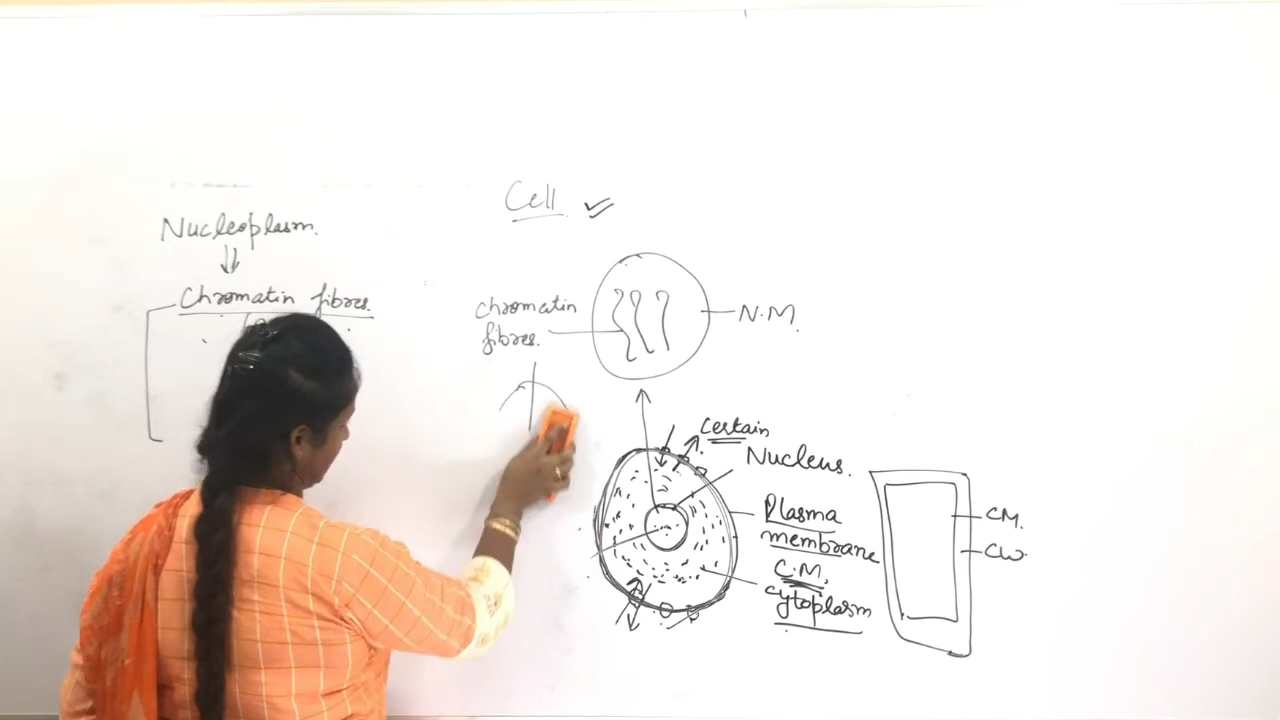 Cell
Nucleoplasm.
Chromatin fibres.
chromatin
fibres.
N.M.
certain
Nucleus.
Plasma
membrane
C.M.
cytoplasm
CM.
CW.